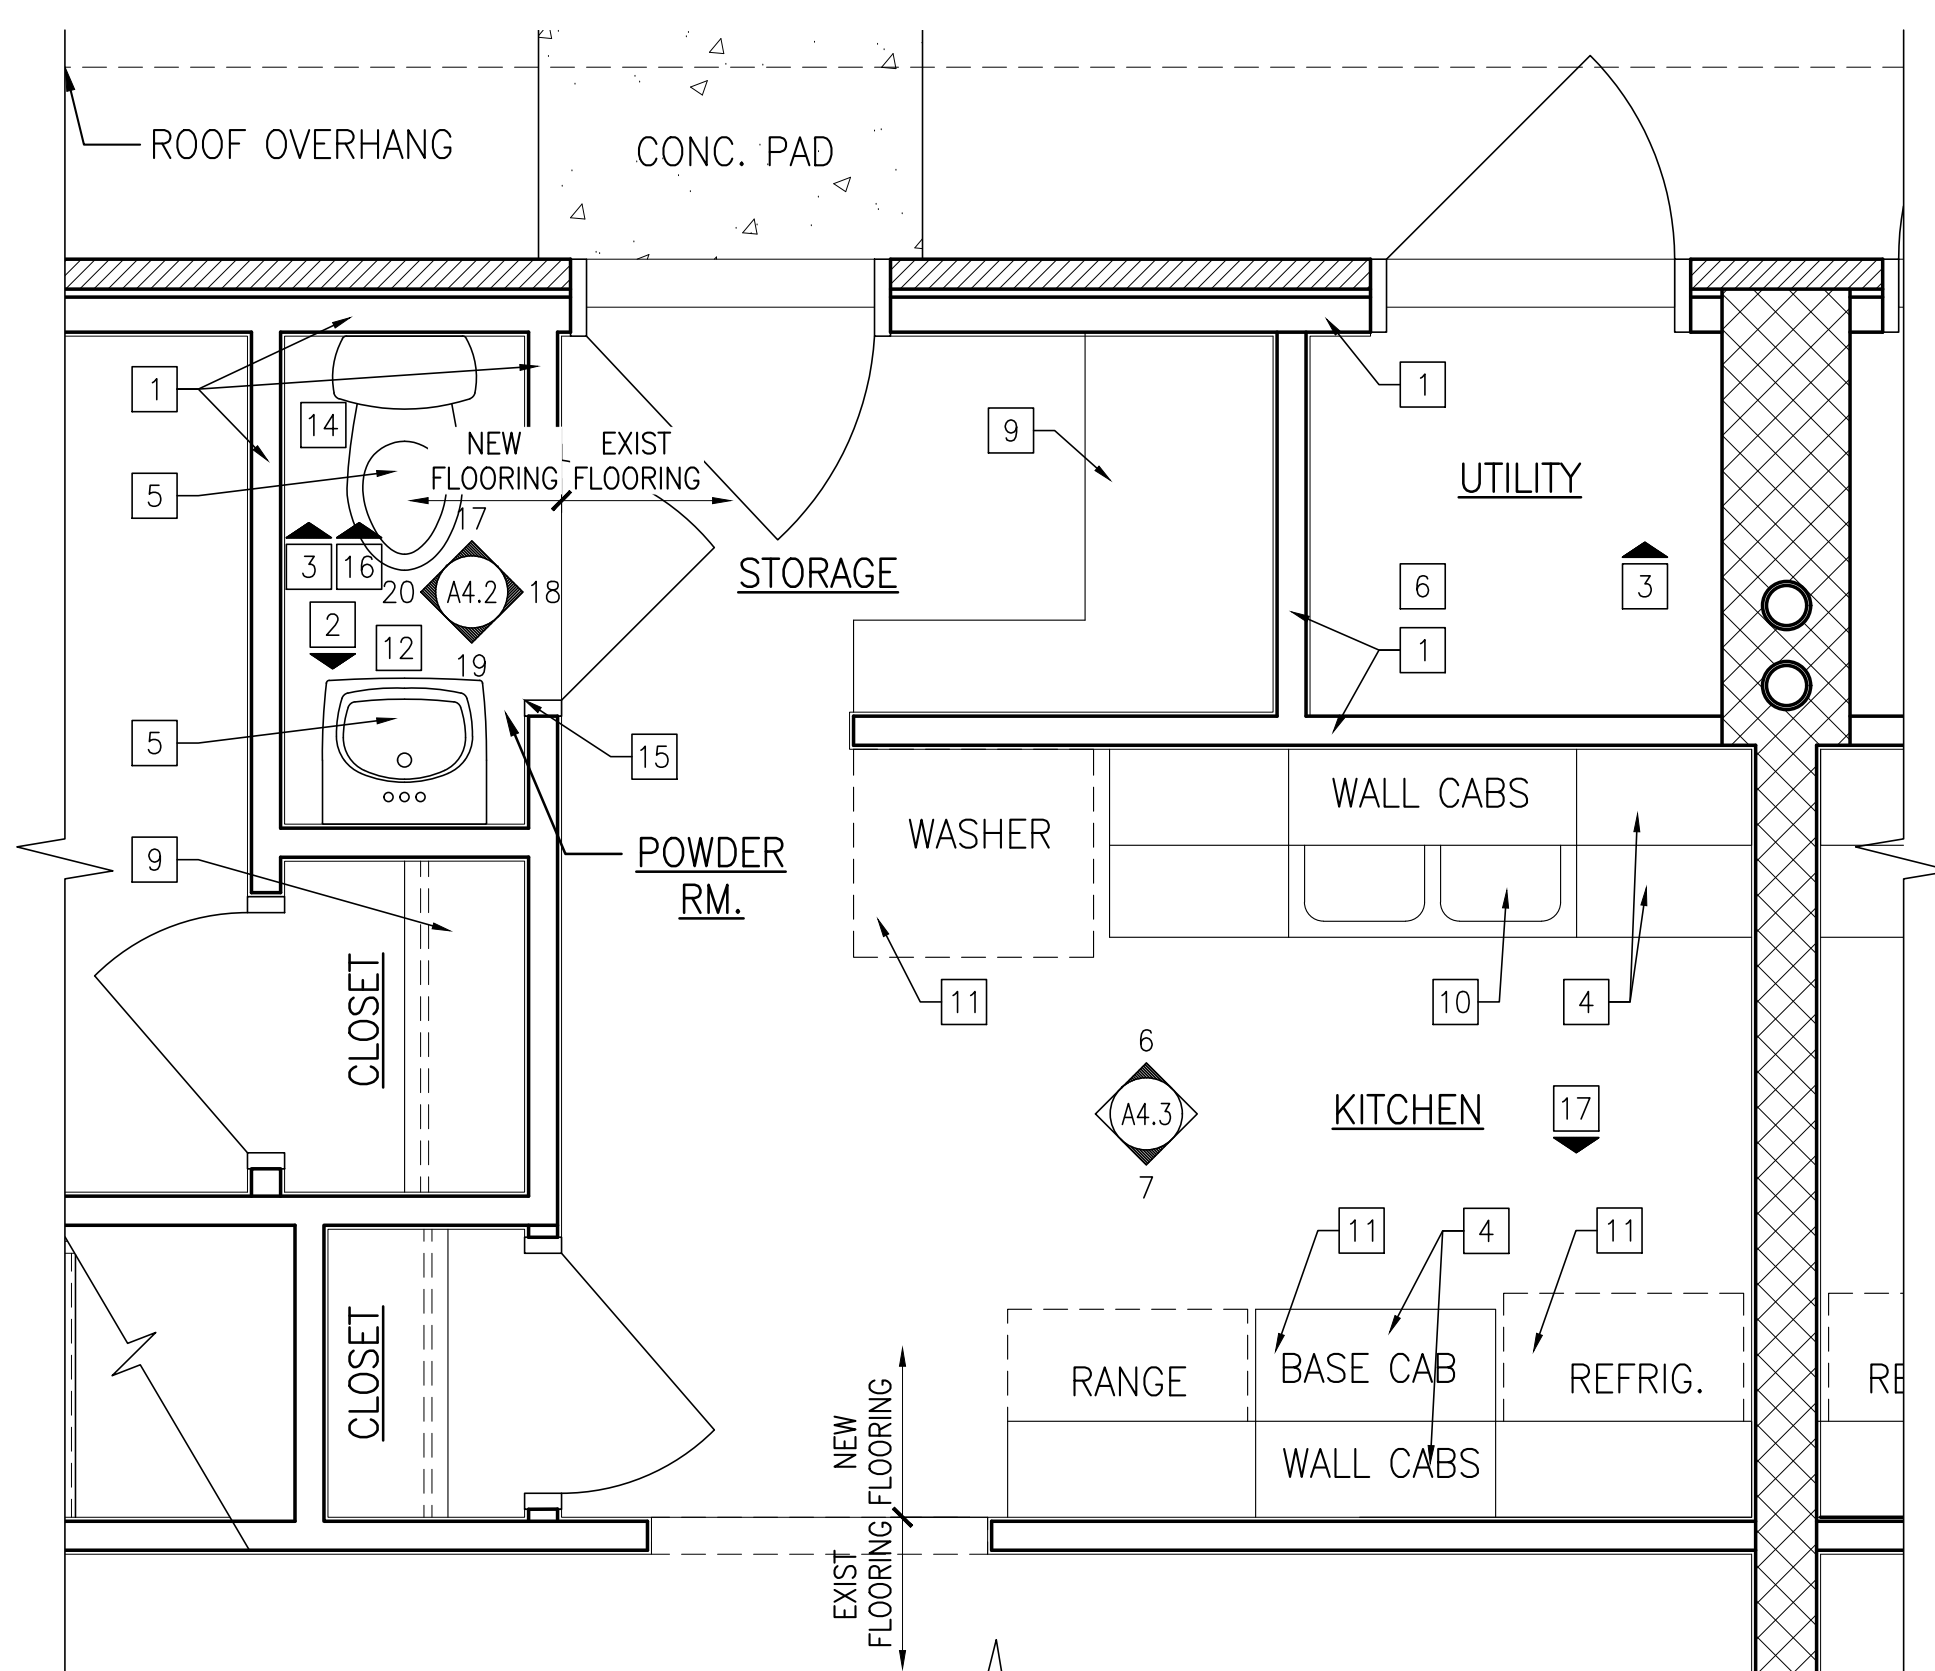 ROOF OVERHANG
CONC. PAD
1
14
NEW
FLOORING
EXIST
FLOORING
9
1
UTILITY
5
17
3
16
20
A4.2
18
STORAGE
6
3
2
12
19
1
5
15
WALL CABS
POWDER
RM.
WASHER
9
CLOSET
11
10
4
6
A4.3
7
KITCHEN
17
11
4
11
CLOSET
RANGE
BASE CAB
REFRIG.
RE
WALL CABS
NEW
FLOORING
EXIST
FLOORING